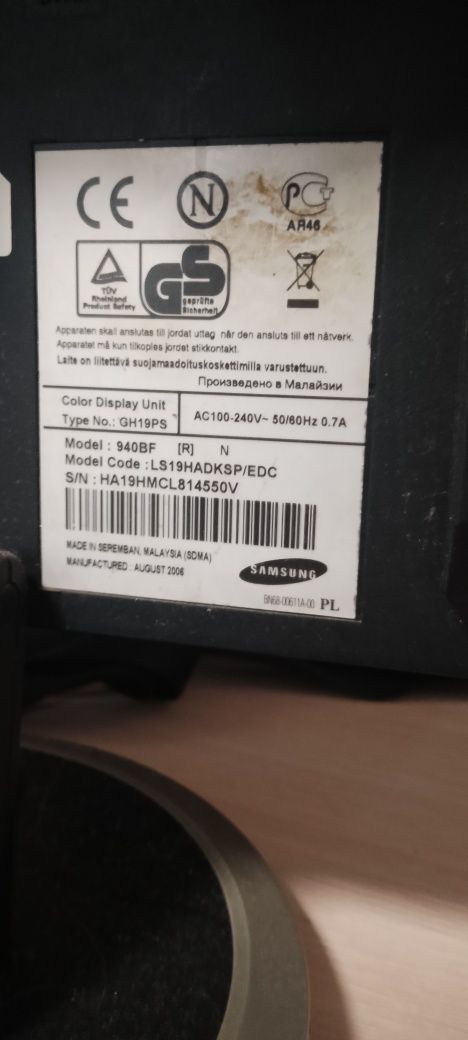 CE N PCT
AR46
TÜV
Rheinland
Product Safety
GS
geprüfte
Sicherheit
Apparaten skall anslutas till jordat uttag när den ansluts till ett nätverk.
Apparatet må kun tilkoples jordet stikkontakt.
Laite on liitettävä suojamaadoituskoskettimilla varustettuun.
Произведено в Малайзии
Color Display Unit
Type No.: GH19PS
AC100-240V~ 50/60Hz 0.7A
Model : 940BF [R] N
Model Code : LS19HADKSP/EDC
S/N : HA19HMCL814550V
MADE IN SEREMBAN, MALAYSIA (SDMA)
MANUFACTURED : AUGUST 2006
SAMSUNG
BN68-00611A-00 PL